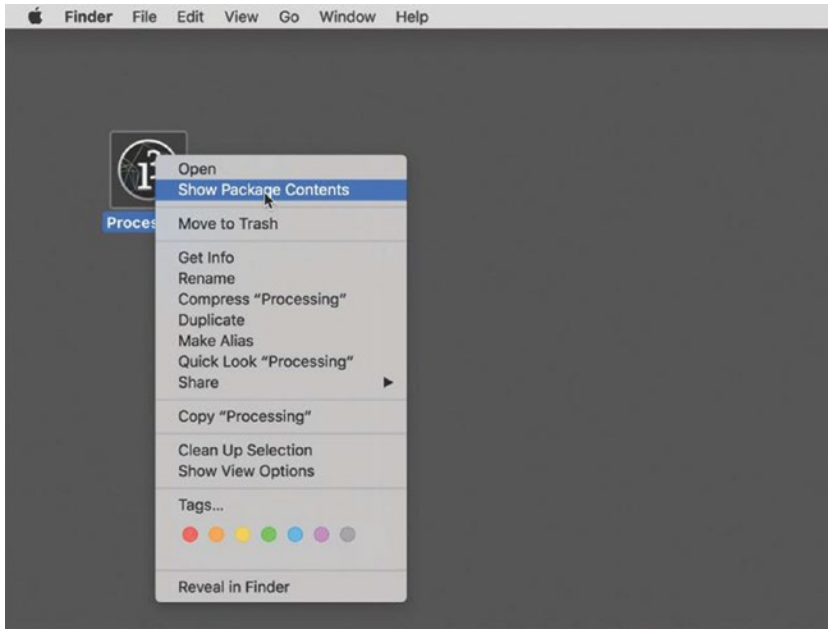 Finder File Edit View Go Window Help
Open
Show Package Contents
Proces
Move to Trash
Get Info
Rename
Compress “Processing”
Duplicate
Make Alias
Quick Look “Processing”
Share
Copy “Processing”
Clean Up Selection
Show View Options
Tags...
Reveal in Finder